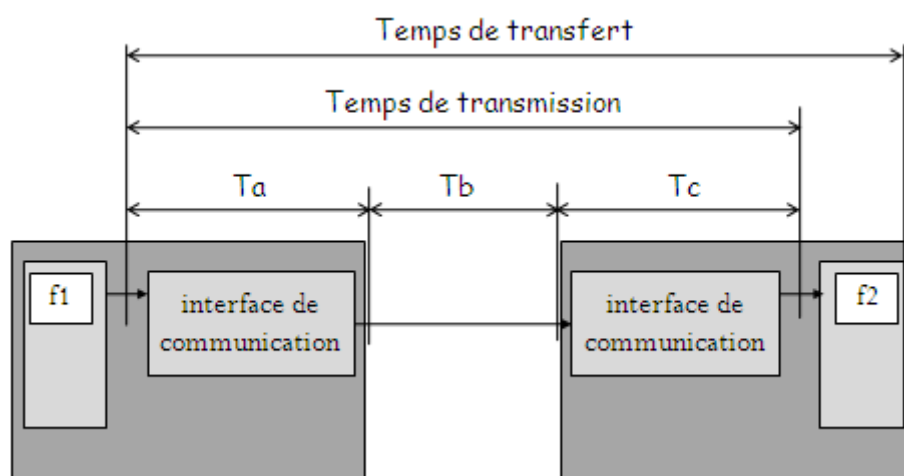 Temps de transfert
Temps de transmission
Ta
Tb
Tc
f1
interface de
communication
interface de
communication
f2